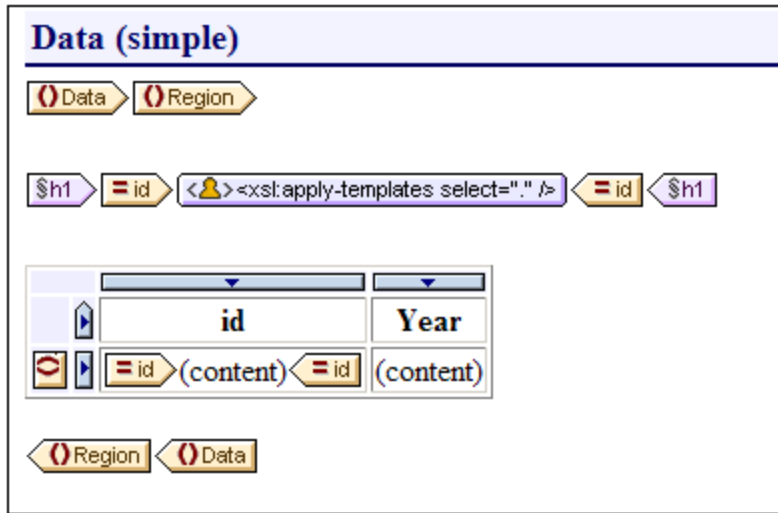 Data (simple)
()Data ()Region
§h1 =id <><xsl:apply-templates select="." /> =id §h1
id Year
() =id (content) =id (content)
()Region ()Data